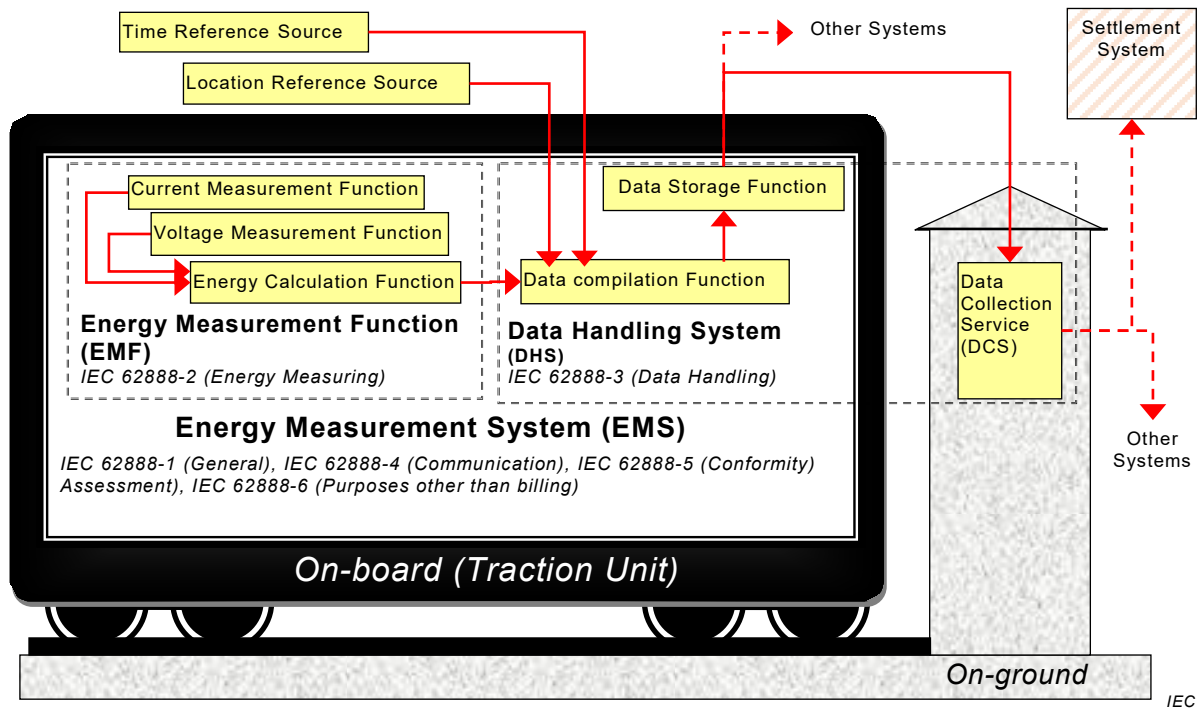 Time Reference Source
Other Systems
Settlement
System
Location Reference Source
Current Measurement Function
Data Storage Function
Voltage Measurement Function
Energy Calculation Function
Data compilation Function
Data
Collection
Service
(DCS)
Energy Measurement Function
(EMF)
IEC 62888-2 (Energy Measuring)
Data Handling System
(DHS)
IEC 62888-3 (Data Handling)
Energy Measurement System (EMS)
IEC 62888-1 (General), IEC 62888-4 (Communication), IEC 62888-5 (Conformity)
Assessment), IEC 62888-6 (Purposes other than billing)
Other
Systems
On-board (Traction Unit)
On-ground
IEC